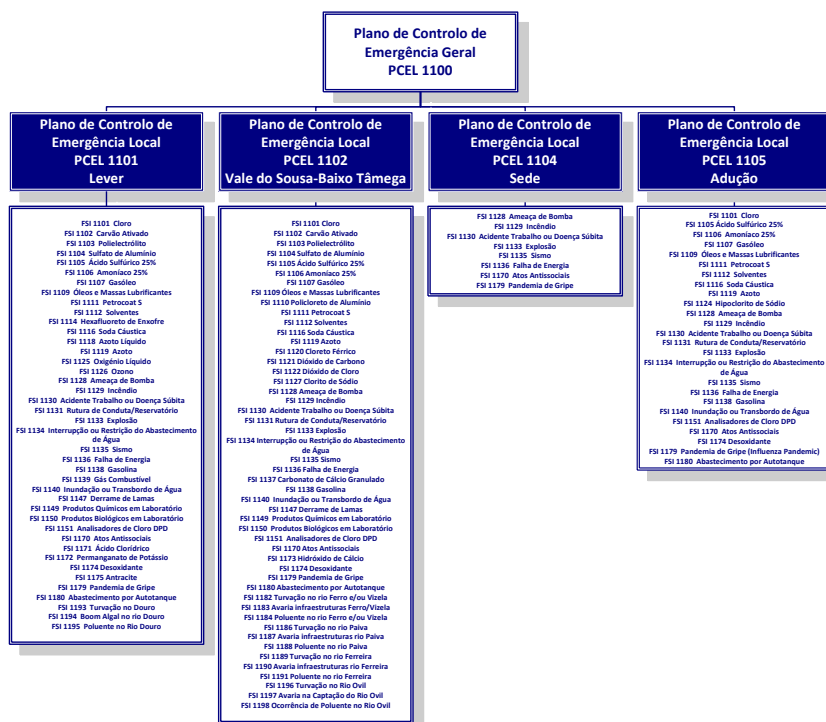 Plano de Controlo de
Emergência Geral
PCEL 1100
Plano de Controlo de
Emergência Local
PCEL 1101
Lever
FSI 1101 Cloro
FSI 1102 Carvão Ativado
FSI 1103 Polielectrólito
FSI 1104 Sulfato de Alumínio
FSI 1105 Ácido Sulfúrico 25%
FSI 1106 Amoníaco 25%
FSI 1107 Gasóleo
FSI 1109 Óleos e Massas Lubrificantes
FSI 1111 Petrocoat S
FSI 1112 Solventes
FSI 1114 Hexafluoreto de Enxofre
FSI 1116 Soda Cáustica
FSI 1118 Azoto Líquido
FSI 1119 Azoto
FSI 1125 Oxigénio Líquido
FSI 1126 Ozono
FSI 1128 Ameaça de Bomba
FSI 1129 Incêndio
FSI 1130 Acidente Trabalho ou Doença Súbita
FSI 1131 Rutura de Conduta/Reservatório
FSI 1133 Explosão
FSI 1134 Interrupção ou Restrição do Abastecimento
de Água
FSI 1135 Sismo
FSI 1136 Falha de Energia
FSI 1138 Gasolina
FSI 1139 Gás Combustível
FSI 1140 Inundação ou Transbordo de Água
FSI 1147 Derrame de Lamas
FSI 1149 Produtos Químicos em Laboratório
FSI 1150 Produtos Biológicos em Laboratório
FSI 1151 Analisadores de Cloro DPD
FSI 1170 Atos Antissociais
FSI 1171 Ácido Clorídrico
FSI 1172 Permanganato de Potássio
FSI 1174 Desoxidante
FSI 1175 Antracite
FSI 1179 Pandemia de Gripe
FSI 1180 Abastecimento por Autotanque
FSI 1193 Turvação no Douro
FSI 1194 Boom Algal no rio Douro
FSI 1195 Poluente no Rio Douro
Plano de Controlo de
Emergência Local
PCEL 1102
Vale do Sousa-Baixo Tâmega
FSI 1101 Cloro
FSI 1102 Carvão Ativado
FSI 1103 Polielectrólito
FSI 1104 Sulfato de Alumínio
FSI 1105 Ácido Sulfúrico 25%
FSI 1106 Amoníaco 25%
FSI 1107 Gasóleo
FSI 1109 Óleos e Massas Lubrificantes
FSI 1110 Policloreto de Alumínio
FSI 1111 Petrocoat S
FSI 1112 Solventes
FSI 1116 Soda Cáustica
FSI 1119 Azoto
FSI 1120 Cloreto Férrico
FSI 1121 Dióxido de Carbono
FSI 1122 Dióxido de Cloro
FSI 1127 Clorito de Sódio
FSI 1128 Ameaça de Bomba
FSI 1129 Incêndio
FSI 1130 Acidente Trabalho ou Doença Súbita
FSI 1131 Rutura de Conduta/Reservatório
FSI 1133 Explosão
FSI 1134 Interrupção ou Restrição do Abastecimento
de Água
FSI 1135 Sismo
FSI 1136 Falha de Energia
FSI 1137 Carbonato de Cálcio Granulado
FSI 1138 Gasolina
FSI 1140 Inundação ou Transbordo de Água
FSI 1147 Derrame de Lamas
FSI 1149 Produtos Químicos em Laboratório
FSI 1150 Produtos Biológicos em Laboratório
FSI 1151 Analisadores de Cloro DPD
FSI 1170 Atos Antissociais
FSI 1173 Hidróxido de Cálcio
FSI 1174 Desoxidante
FSI 1179 Pandemia de Gripe
FSI 1180 Abastecimento por Autotanque
FSI 1182 Turvação no rio Ferro e/ou Vizela
FSI 1183 Avaria infraestruturas Ferro/Vizela
FSI 1184 Poluente no rio Ferro e/ou Vizela
FSI 1186 Turvação no rio Paiva
FSI 1187 Avaria infraestruturas rio Paiva
FSI 1188 Poluente no rio Paiva
FSI 1189 Turvação no rio Ferreira
FSI 1190 Avaria infraestruturas rio Ferreira
FSI 1191 Poluente no rio Ferreira
FSI 1196 Turvação no Rio Ovil
FSI 1197 Avaria na Captação do Rio Ovil
FSI 1198 Ocorrência de Poluente no Rio Ovil
Plano de Controlo de
Emergência Local
PCEL 1104
Sede
FSI 1128 Ameaça de Bomba
FSI 1129 Incêndio
FSI 1130 Acidente Trabalho ou Doença Súbita
FSI 1133 Explosão
FSI 1135 Sismo
FSI 1136 Falha de Energia
FSI 1170 Atos Antissociais
FSI 1179 Pandemia de Gripe
Plano de Controlo de
Emergência Local
PCEL 1105
Adução
FSI 1101 Cloro
FSI 1105 Ácido Sulfúrico 25%
FSI 1106 Amoníaco 25%
FSI 1107 Gasóleo
FSI 1109 Óleos e Massas Lubrificantes
FSI 1111 Petrocoat S
FSI 1112 Solventes
FSI 1116 Soda Cáustica
FSI 1119 Azoto
FSI 1124 Hipoclorito de Sódio
FSI 1128 Ameaça de Bomba
FSI 1129 Incêndio
FSI 1130 Acidente Trabalho ou Doença Súbita
FSI 1131 Rutura de Conduta/Reservatório
FSI 1133 Explosão
FSI 1134 Interrupção ou Restrição do Abastecimento
de Água
FSI 1135 Sismo
FSI 1136 Falha de Energia
FSI 1138 Gasolina
FSI 1140 Inundação ou Transbordo de Água
FSI 1151 Analisadores de Cloro DPD
FSI 1170 Atos Antissociais
FSI 1174 Desoxidante
FSI 1179 Pandemia de Gripe (Influenza Pandemic)
FSI 1180 Abastecimento por Autotanque